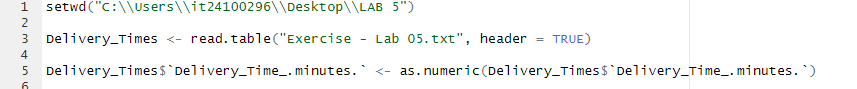 1 setwd("C:\\Users\\it24100296\\Desktop\\LAB 5")
2
3 Delivery_Times <- read.table("Exercise - Lab 05.txt", header = TRUE)
4
5 Delivery_Times$`Delivery_Time_.minutes.` <- as.numeric(Delivery_Times$`Delivery_Time_.minutes.`)
6